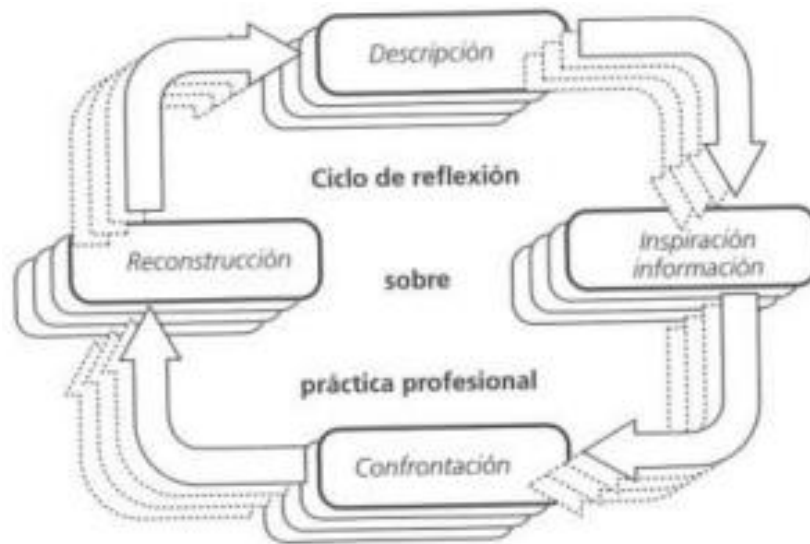 Descripción
Ciclo de reflexión
Reconstrucción
sobre
Inspiración
información
práctica profesional
Confrontación